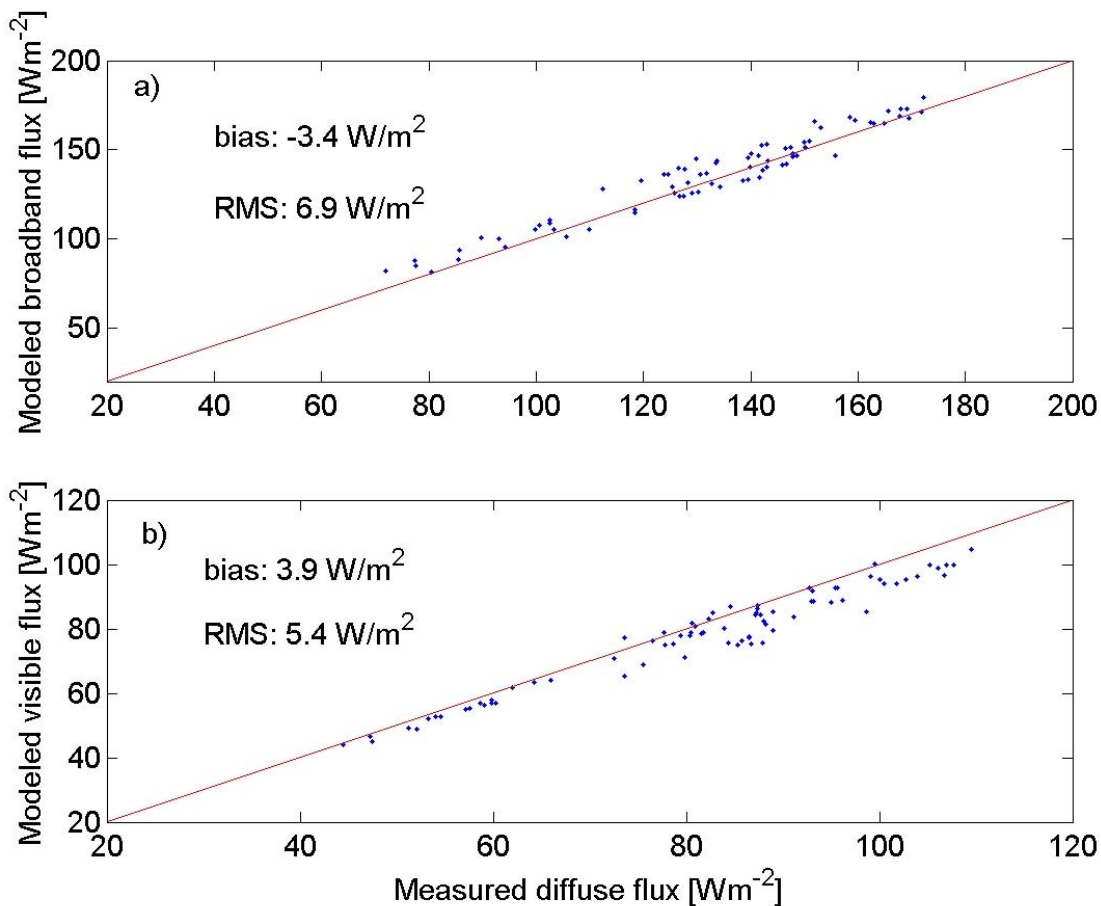 Modeled broadband flux [Wm⁻²]
200
150
100
50
a)
bias: -3.4 W/m²
RMS: 6.9 W/m²
20 40 60 80 100 120 140 160 180 200
Modeled visible flux [Wm⁻²]
120
100
80
60
40
20
b)
bias: 3.9 W/m²
RMS: 5.4 W/m²
20 40 60 80 100 120
Measured diffuse flux [Wm⁻²]